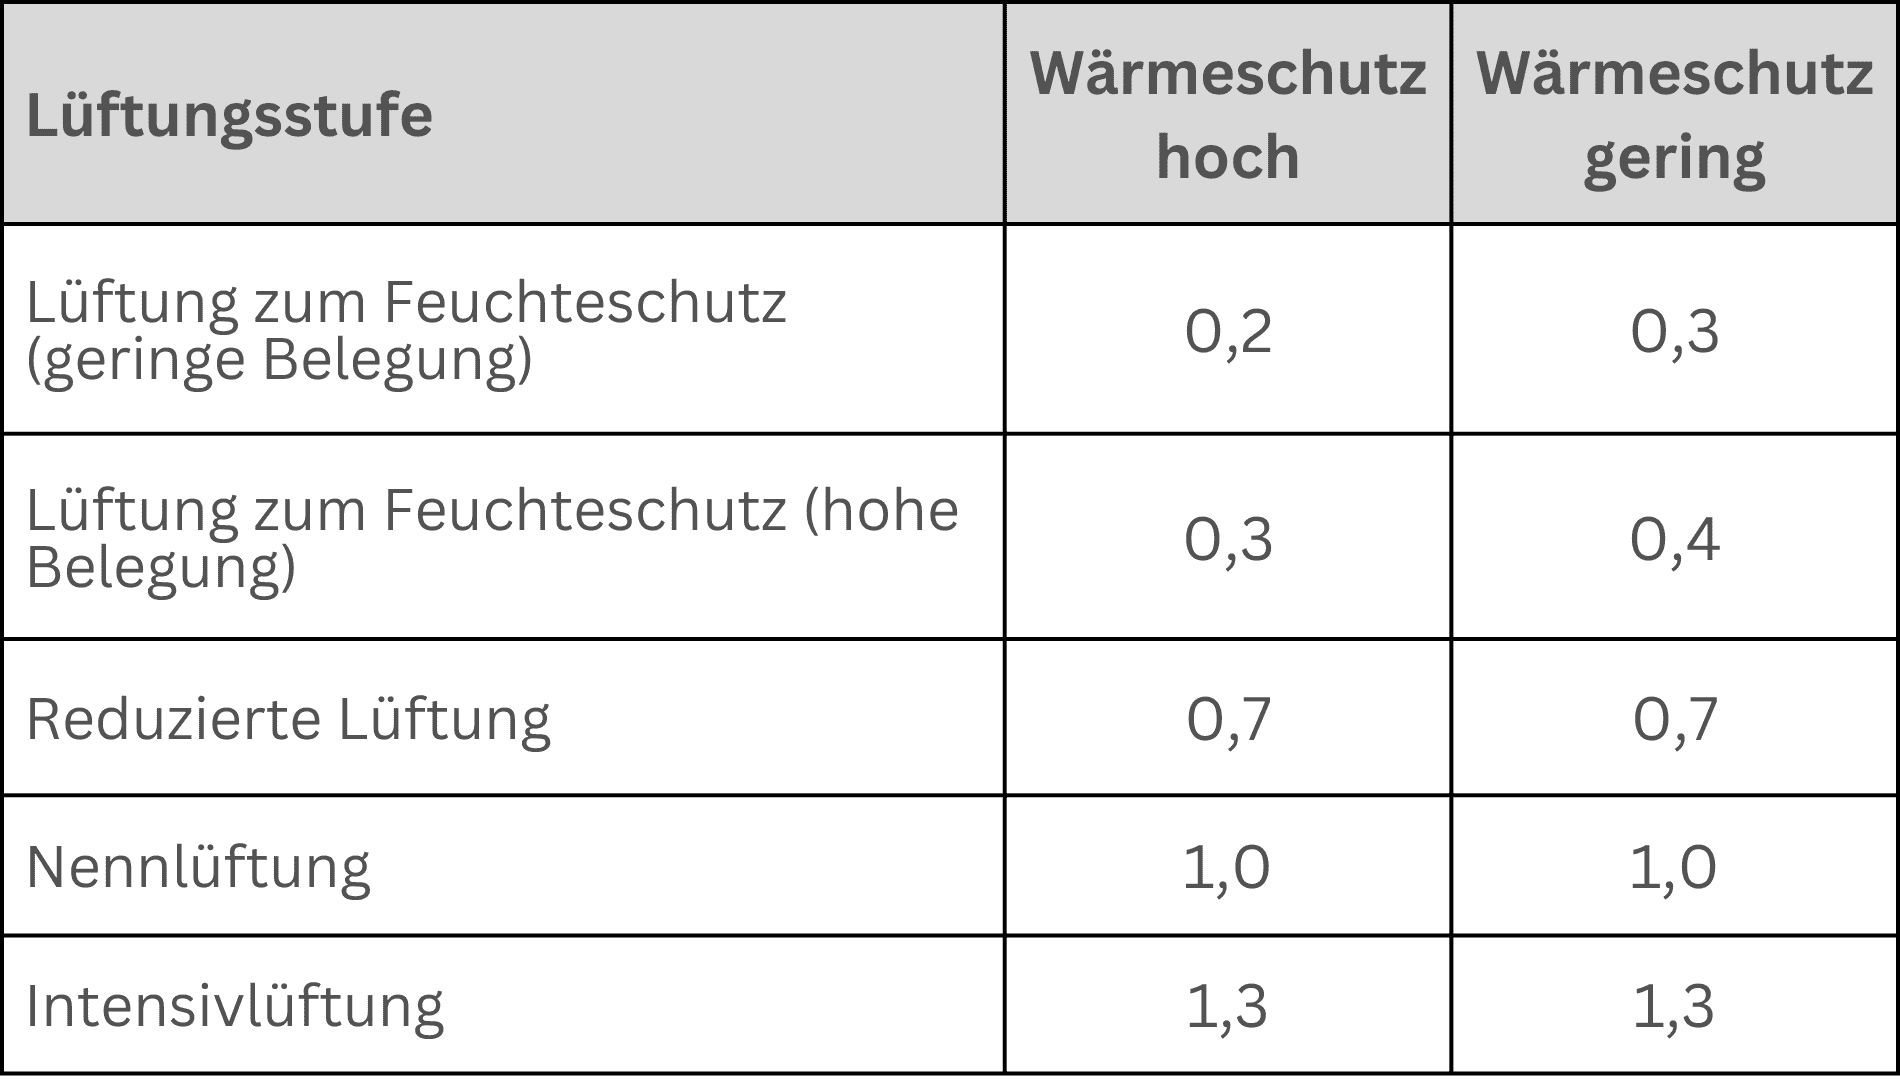 Lüftungsstufe
Wärmeschutz
hoch
Wärmeschutz
gering
Lüftung zum Feuchteschutz
(geringe Belegung)
0,2
0,3
Lüftung zum Feuchteschutz (hohe
Belegung)
0,3
0,4
Reduzierte Lüftung
0,7
0,7
Nennlüftung
1,0
1,0
Intensivlüftung
1,3
1,3